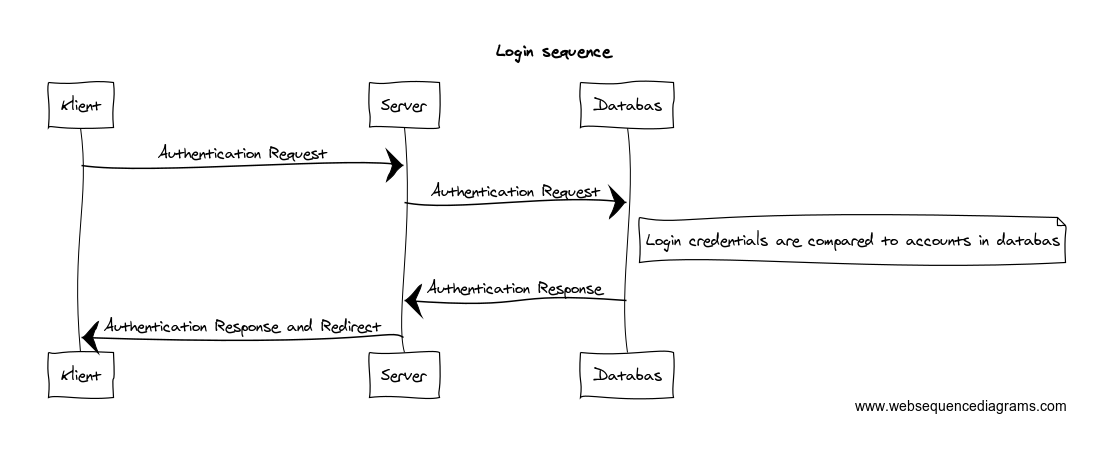 Login sequence
Klient
Server
Databas
Authentication Request
Authentication Request
Login credentials are compared to accounts in databas
Authentication Response
Authentication Response and Redirect
Klient
Server
Databas
www.websequencediagrams.com